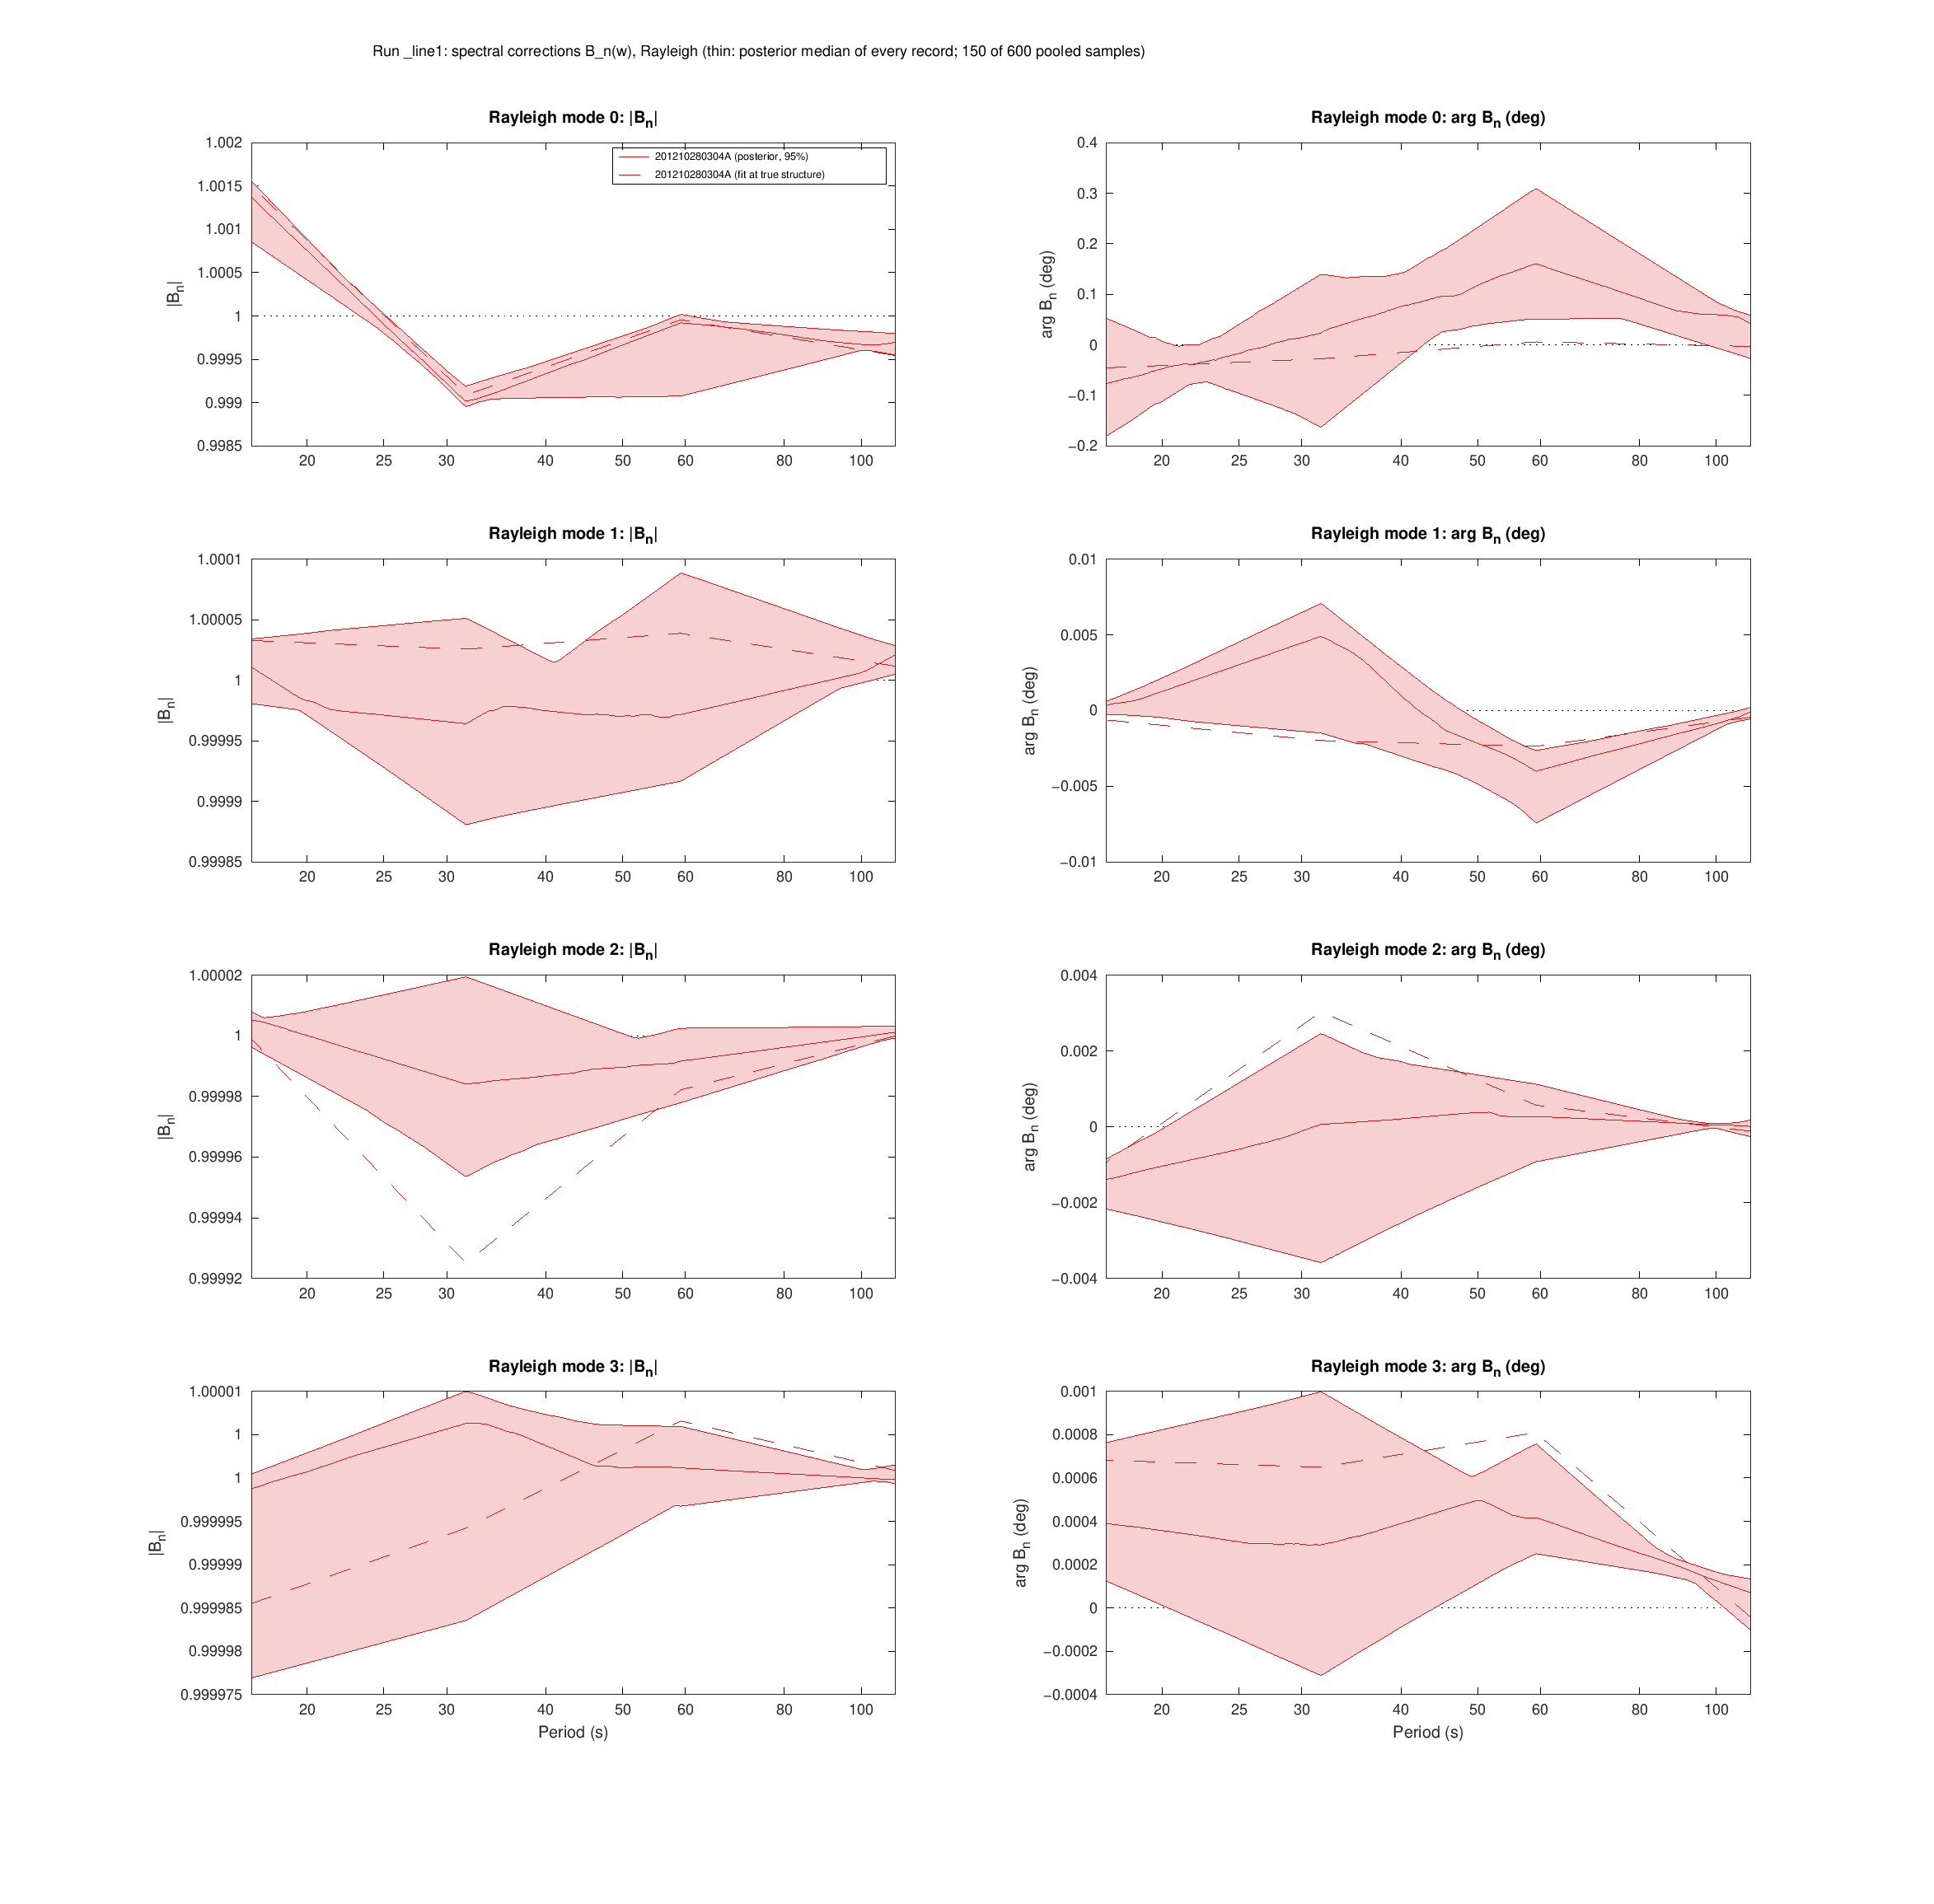 Run _line1: spectral corrections B_n(w), Rayleigh (thin: posterior median of every record; 150 of 600 pooled samples)
Rayleigh mode 0: |Bn|
1.002
1.0015
1.001
1.0005
1
0.9995
0.999
0.9985
|Bn|
201210280304A (posterior, 95%)
201210280304A (fit at true structure)
20 25 30 40 50 60 80 100
Rayleigh mode 0: arg Bn (deg)
0.4
0.3
0.2
0.1
0
−0.1
−0.2
arg Bn (deg)
20 25 30 40 50 60 80 100
Rayleigh mode 1: |Bn|
1.0001
1.00005
1
0.99995
0.9999
0.99985
|Bn|
20 25 30 40 50 60 80 100
Rayleigh mode 1: arg Bn (deg)
0.01
0.005
0
−0.005
−0.01
arg Bn (deg)
20 25 30 40 50 60 80 100
Rayleigh mode 2: |Bn|
1.00002
1
0.99998
0.99996
0.99994
0.99992
|Bn|
20 25 30 40 50 60 80 100
Rayleigh mode 2: arg Bn (deg)
0.004
0.002
0
−0.002
−0.004
arg Bn (deg)
20 25 30 40 50 60 80 100
Rayleigh mode 3: |Bn|
1.00001
1
1
0.999995
0.99999
0.999985
0.99998
0.999975
|Bn|
20 25 30 40 50 60 80 100
Period (s)
Rayleigh mode 3: arg Bn (deg)
0.001
0.0008
0.0006
0.0004
0.0002
0
−0.0002
−0.0004
arg Bn (deg)
20 25 30 40 50 60 80 100
Period (s)